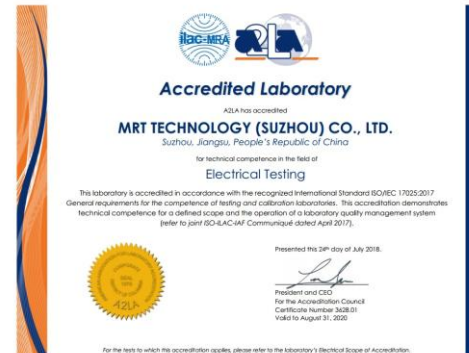 ilac-MRA
A2LA
Accredited Laboratory
A2LA has accredited
MRT TECHNOLOGY (SUZHOU) CO., LTD.
Suzhou, Jiangsu, People's Republic of China
for technical competence in the field of
Electrical Testing
This laboratory is accredited in accordance with the recognized International Standard ISO/IEC 17025:2017
General requirements for the competence of testing and calibration laboratories. This accreditation demonstrates
technical competence for a defined scope and the operation of a laboratory quality management system
(refer to joint ISO-ILAC-IAF Communiqué dated April 2017).
Presented this 24th day of July 2018.
President and CEO
For the Accreditation Council
Certificate Number 3628.01
Valid to August 31, 2020
A2LA
For the tests to which this accreditation applies, please refer to the laboratory's Electrical Scope of Accreditation.